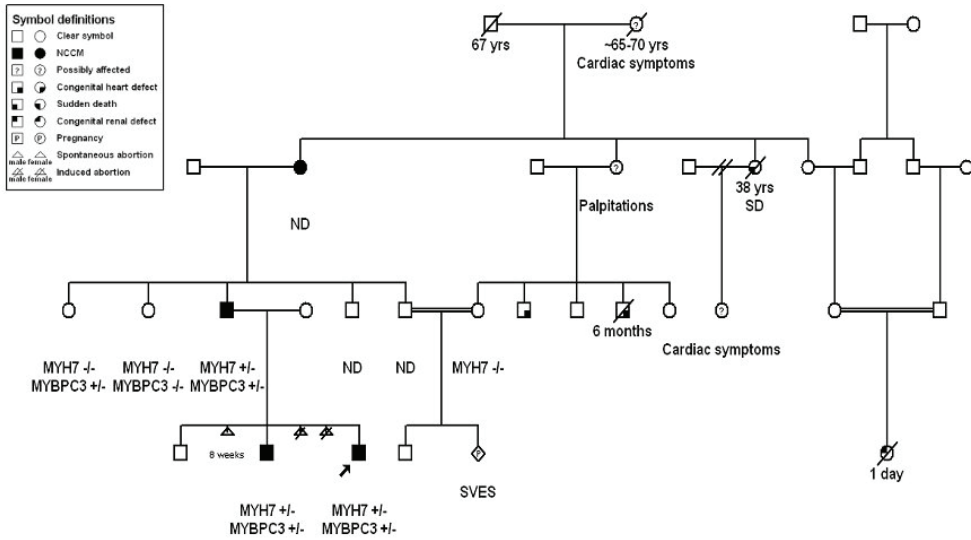 Symbol definitions
Clear symbol
NCCM
? ? Possibly affected
Congenital heart defect
Sudden death
Congenital renal defect
P P Pregnancy
Spontaneous abortion
male female
Induced abortion
male female
?
67 yrs
~65-70 yrs
Cardiac symptoms
?
38 yrs
SD
Palpitations
ND
?
6 months
Cardiac symptoms
MYH7 -/-
MYBPC3 +/-
MYH7 -/-
MYBPC3 -/-
MYH7 +/-
MYBPC3 +/-
ND
ND
MYH7 -/-
8 weeks
P
SVES
1 day
MYH7 +/-
MYBPC3 +/-
MYH7 +/-
MYBPC3 +/-